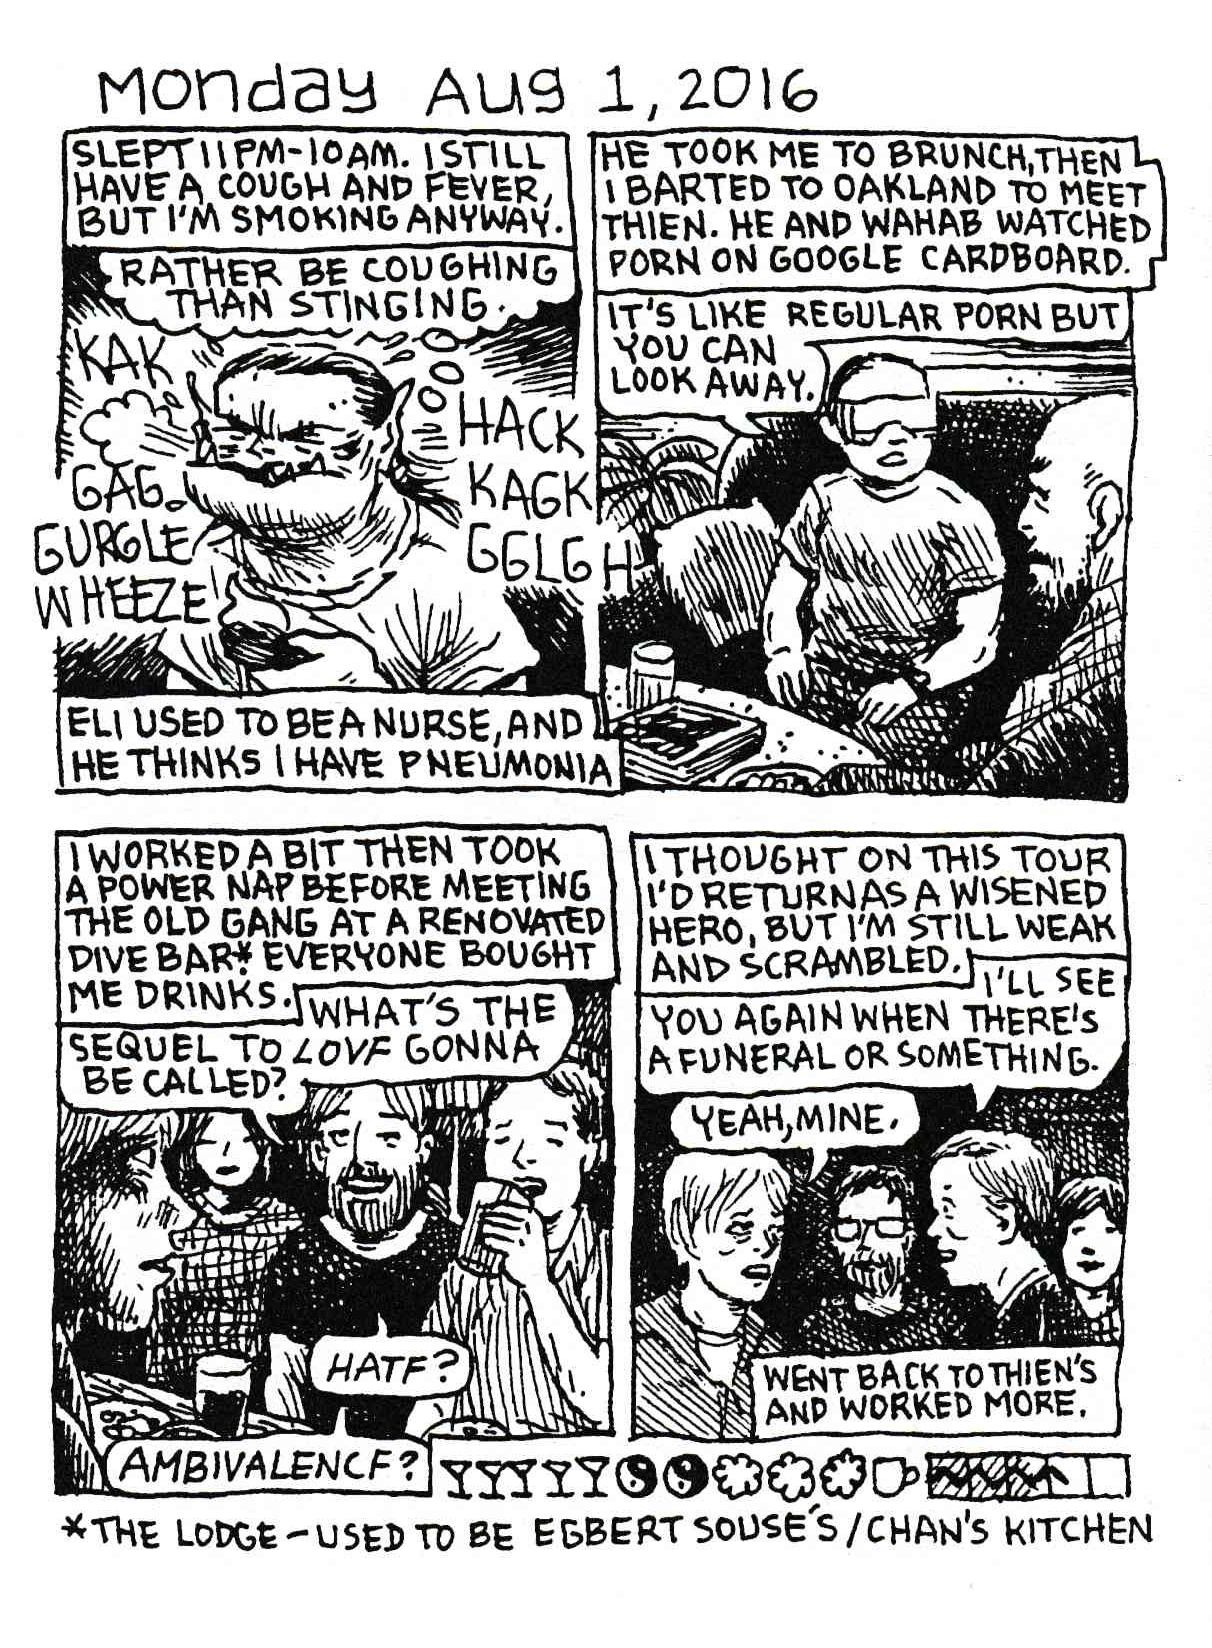 Monday Aug 1, 2016
SLEPT 11PM-10AM. I STILL
HAVE A COUGH AND FEVER,
BUT I'M SMOKING ANYWAY.
RATHER BE COUGHING
THAN STINGING.
KAK
GAG
GURGLE
WHEEZE
HACK
KAGK
GGLGH
ELI USED TO BE A NURSE, AND
HE THINKS I HAVE PNEUMONIA
HE TOOK ME TO BRUNCH, THEN
I BARTED TO OAKLAND TO MEET
THIEN. HE AND WAHAB WATCHED
PORN ON GOOGLE CARDBOARD.
IT'S LIKE REGULAR PORN BUT
YOU CAN
LOOK AWAY.
I WORKED A BIT THEN TOOK
A POWER NAP BEFORE MEETING
THE OLD GANG AT A RENOVATED
DIVE BAR.* EVERYONE BOUGHT
ME DRINKS.
WHAT'S THE
SEQUEL TO LOVF GONNA
BE CALLED?
HATF?
AMBIVALENCF?
I THOUGHT ON THIS TOUR
I'D RETURN AS A WISENED
HERO, BUT I'M STILL WEAK
AND SCRAMBLED.
I'LL SEE
YOU AGAIN WHEN THERE'S
A FUNERAL OR SOMETHING.
YEAH, MINE.
WENT BACK TO THIEN'S
AND WORKED MORE.
*THE LODGE - USED TO BE EGBERT SOUSÉ'S/CHAN'S KITCHEN